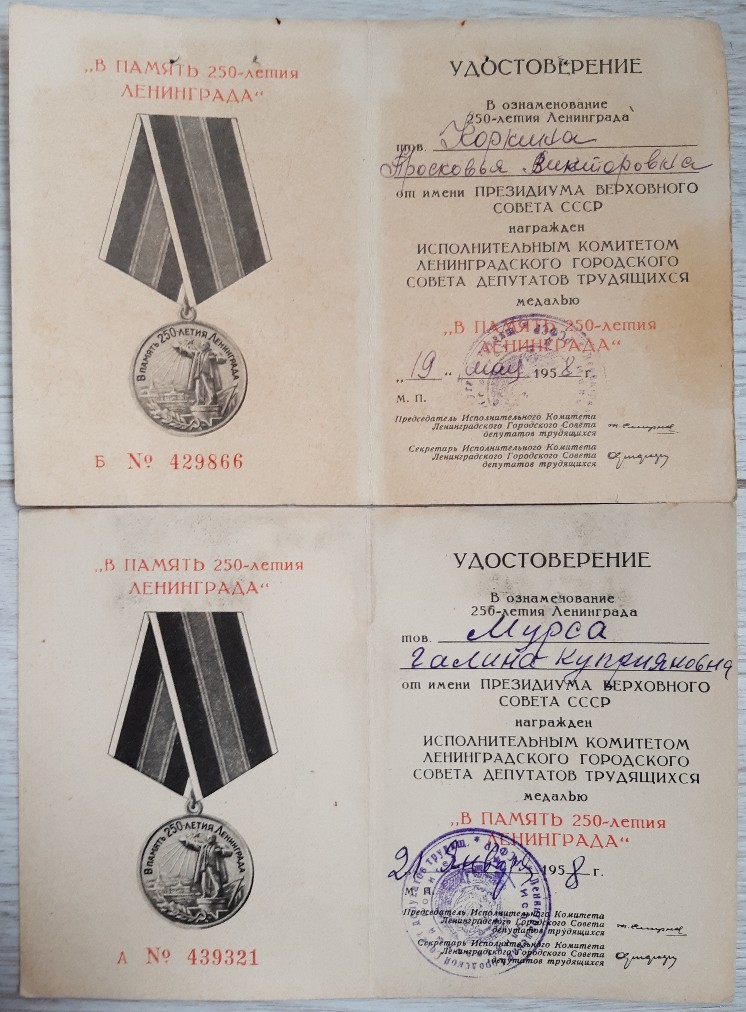 „В ПАМЯТЬ 250-летия
ЛЕНИНГРАДА“
В ПАМЯТЬ 250-ЛЕТИЯ ЛЕНИНГРАДА
Б № 429866
УДОСТОВЕРЕНИЕ
В ознаменование
250-летия Ленинграда
тов. Коркина
Просковья Викторовна
от имени ПРЕЗИДИУМА ВЕРХОВНОГО
СОВЕТА СССР
награжден
ИСПОЛНИТЕЛЬНЫМ КОМИТЕТОМ
ЛЕНИНГРАДСКОГО ГОРОДСКОГО
СОВЕТА ДЕПУТАТОВ ТРУДЯЩИХСЯ
медалью
„В ПАМЯТЬ 250-летия
ЛЕНИНГРАДА“
„19“ мая 1958 г.
М. П.
Председатель Исполнительного Комитета
Ленинградского Городского Совета
депутатов трудящихся
Секретарь Исполнительного Комитета
Ленинградского Городского Совета
депутатов трудящихся
„В ПАМЯТЬ 250-летия
ЛЕНИНГРАДА“
В ПАМЯТЬ 250-ЛЕТИЯ ЛЕНИНГРАДА
А № 439321
УДОСТОВЕРЕНИЕ
В ознаменование
250-летия Ленинграда
тов. Мурса
Галина Куприяновна
от имени ПРЕЗИДИУМА ВЕРХОВНОГО
СОВЕТА СССР
награжден
ИСПОЛНИТЕЛЬНЫМ КОМИТЕТОМ
ЛЕНИНГРАДСКОГО ГОРОДСКОГО
СОВЕТА ДЕПУТАТОВ ТРУДЯЩИХСЯ
медалью
„В ПАМЯТЬ 250-летия
ЛЕНИНГРАДА“
21 января 1958 г.
М. П.
Председатель Исполнительного Комитета
Ленинградского Городского Совета
депутатов трудящихся
Секретарь Исполнительного Комитета
Ленинградского Городского Совета
депутатов трудящихся